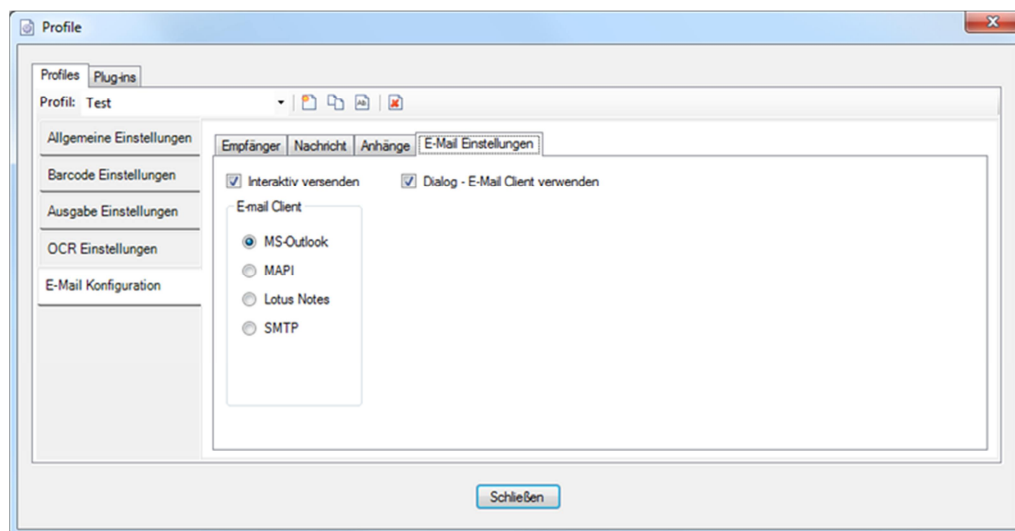 Profile
Profiles Plug-ins
Profil: Test
Allgemeine Einstellungen
Barcode Einstellungen
Ausgabe Einstellungen
OCR Einstellungen
E-Mail Konfiguration
Empfänger Nachricht Anhänge E-Mail Einstellungen
Interaktiv versenden Dialog - E-Mail Client verwenden
E-mail Client
MS-Outlook
MAPI
Lotus Notes
SMTP
Schließen